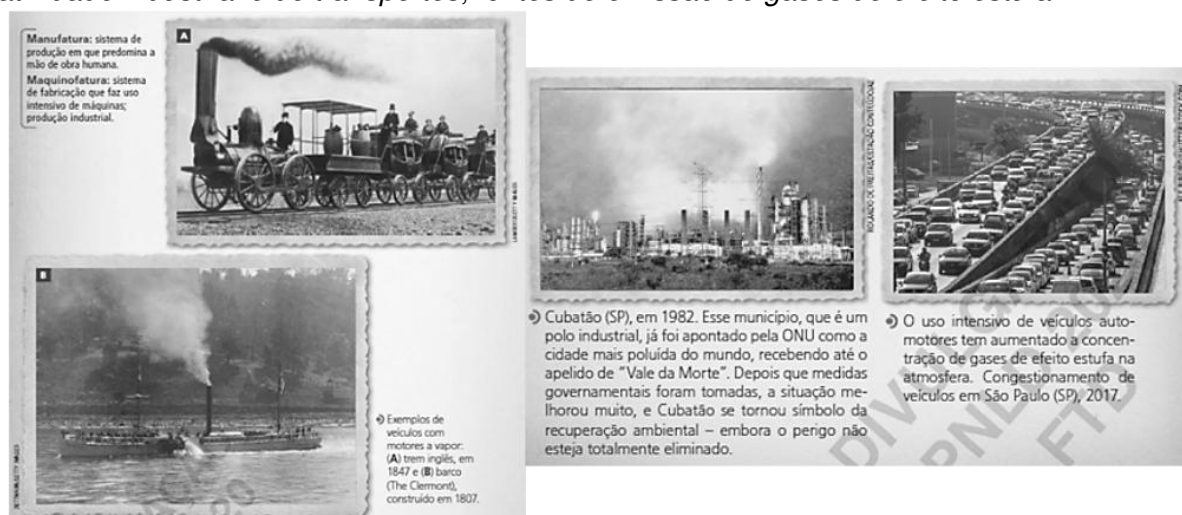 Manufatura: sistema de
produção em que predomina a
mão de obra humana.
Maquinofatura: sistema
de fabricação que faz uso
intensivo de máquinas;
produção industrial.
A
B
Exemplos de
veículos com
motores a vapor:
(A) trem inglês, em
1847 e (B) barco
(The Clermont),
construído em 1807.
Cubatão (SP), em 1982. Esse município, que é um
polo industrial, já foi apontado pela ONU como a
cidade mais poluída do mundo, recebendo até o
apelido de “Vale da Morte”. Depois que medidas
governamentais foram tomadas, a situação me-
lhorou muito, e Cubatão se tornou símbolo da
recuperação ambiental – embora o perigo não
esteja totalmente eliminado.
O uso intensivo de veículos auto-
motores tem aumentado a concen-
tração de gases de efeito estufa na
atmosfera. Congestionamento de
veículos em São Paulo (SP), 2017.
FTD